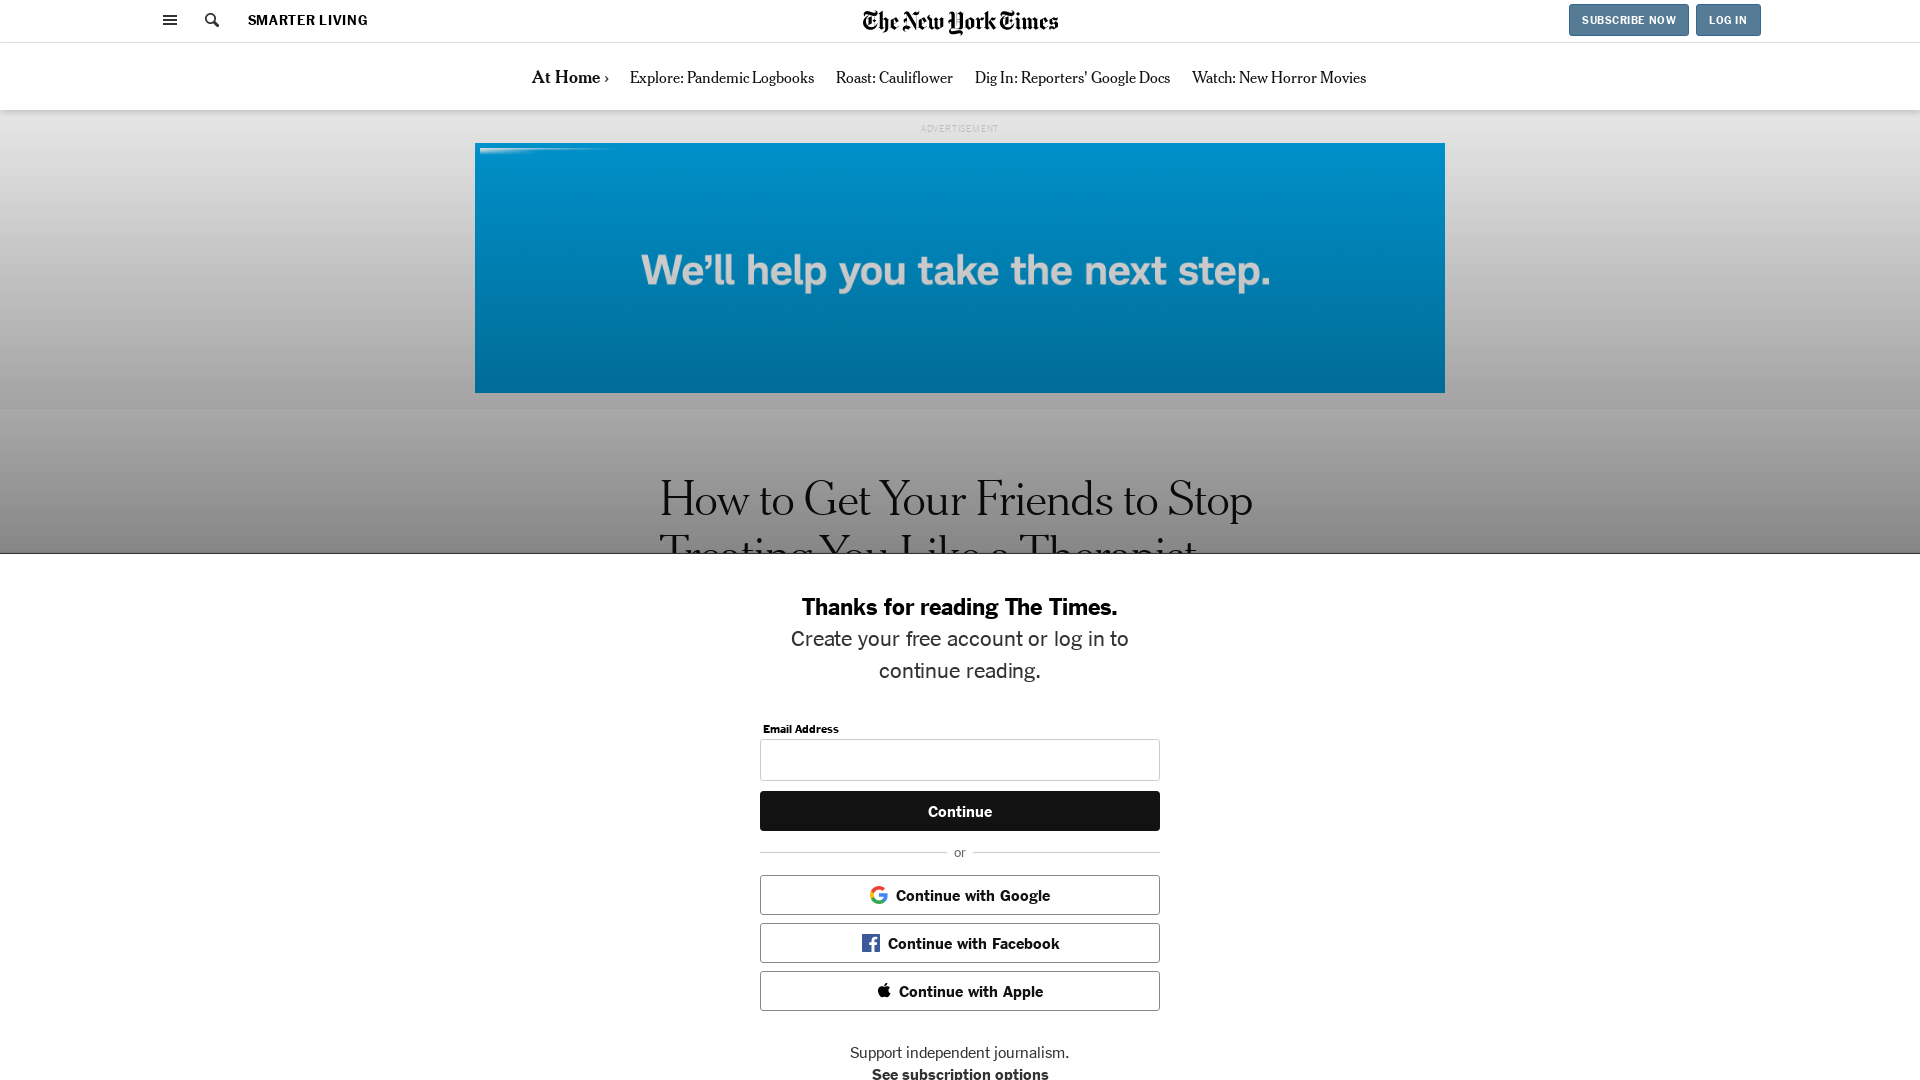 SMARTER LIVING
The New York Times
SUBSCRIBE NOW
LOG IN
At Home ›
Explore: Pandemic Logbooks
Roast: Cauliflower
Dig In: Reporters' Google Docs
Watch: New Horror Movies
ADVERTISEMENT
We'll help you take the next step.
How to Get Your Friends to Stop
Treating You Like a Therapist
Thanks for reading The Times.
Create your free account or log in to
continue reading.
Email Address
Continue
or
Continue with Google
Continue with Facebook
Continue with Apple
Support independent journalism.
See subscription options